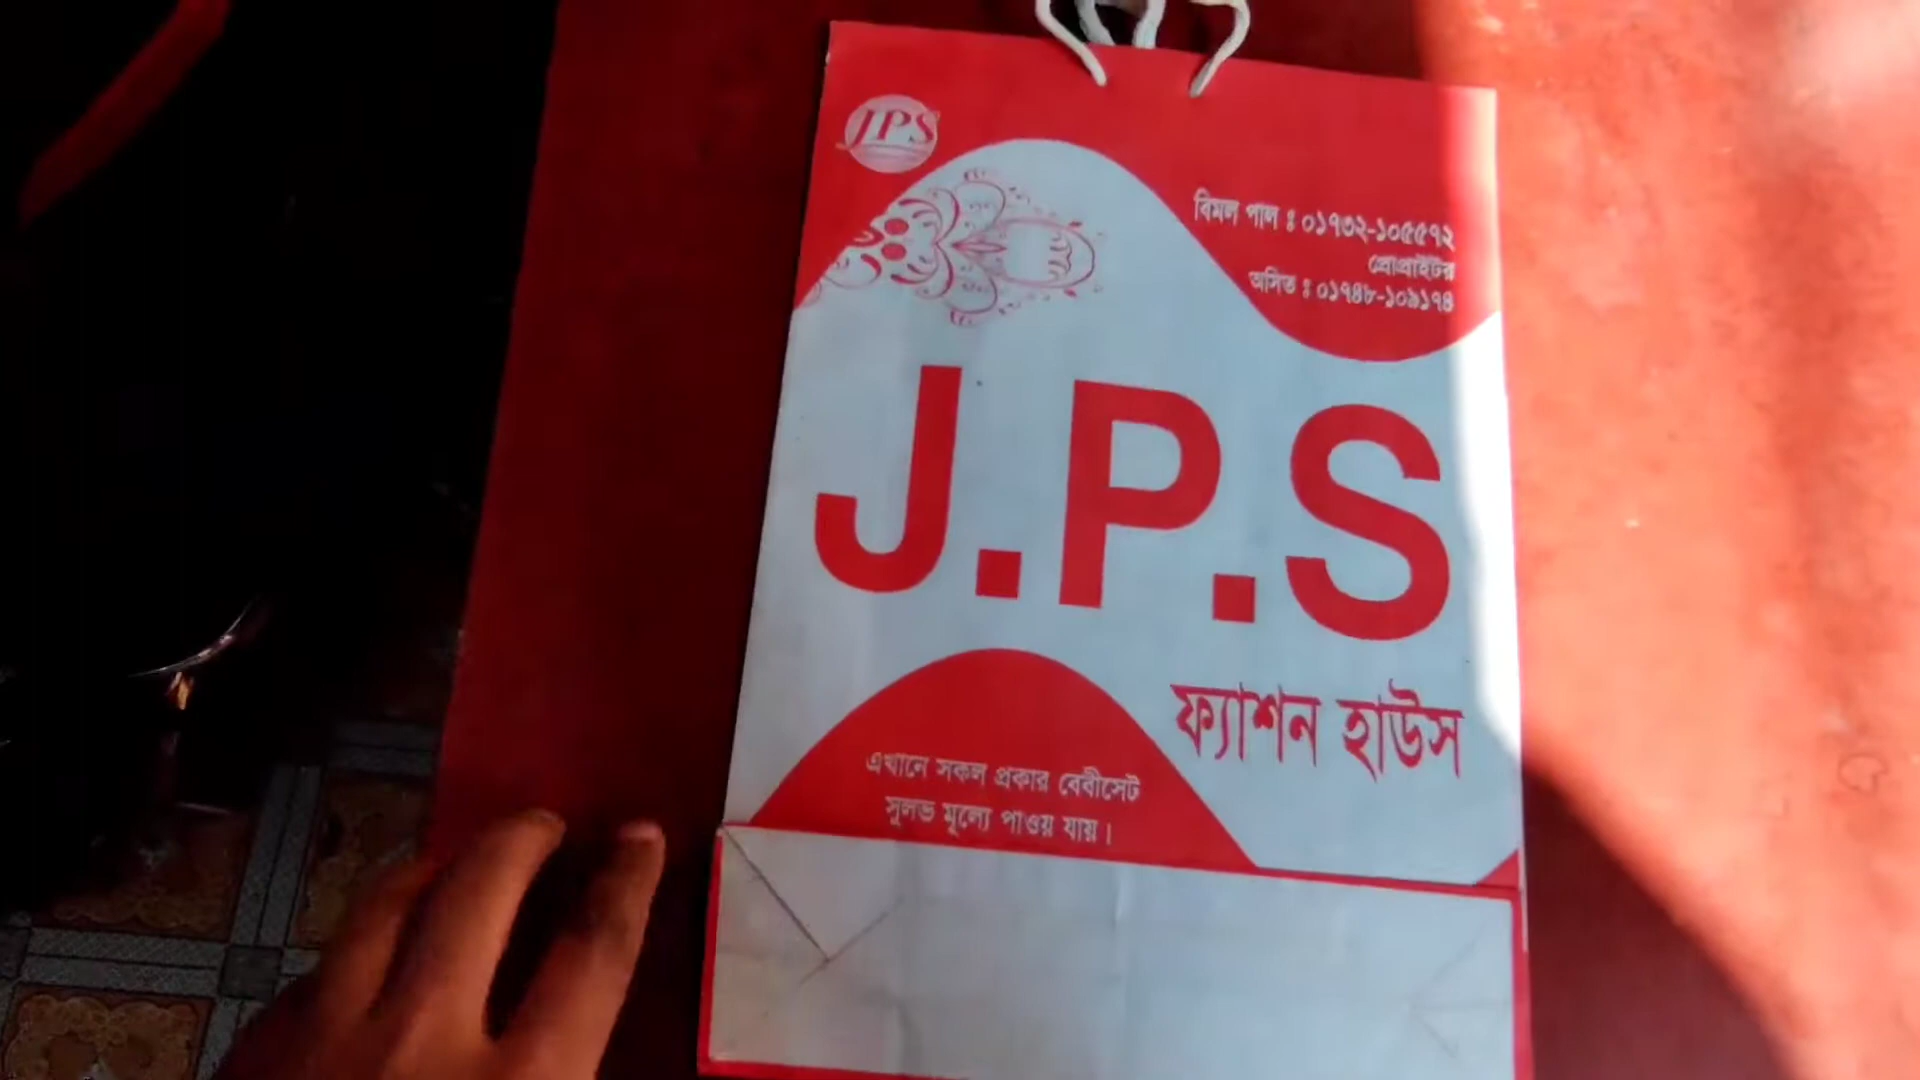 JPS
বিমল পাল ঃ ০১৭৩২-১০৫৫৭২
প্রোপ্রাইটর
অসিত ঃ ০১৭৪৮-১০৯১৭৪
J.P.S
ফ্যাশন হাউস
এখানে সকল প্রকার বেবীসেট
সুলভ মূল্যে পাওয় যায়।